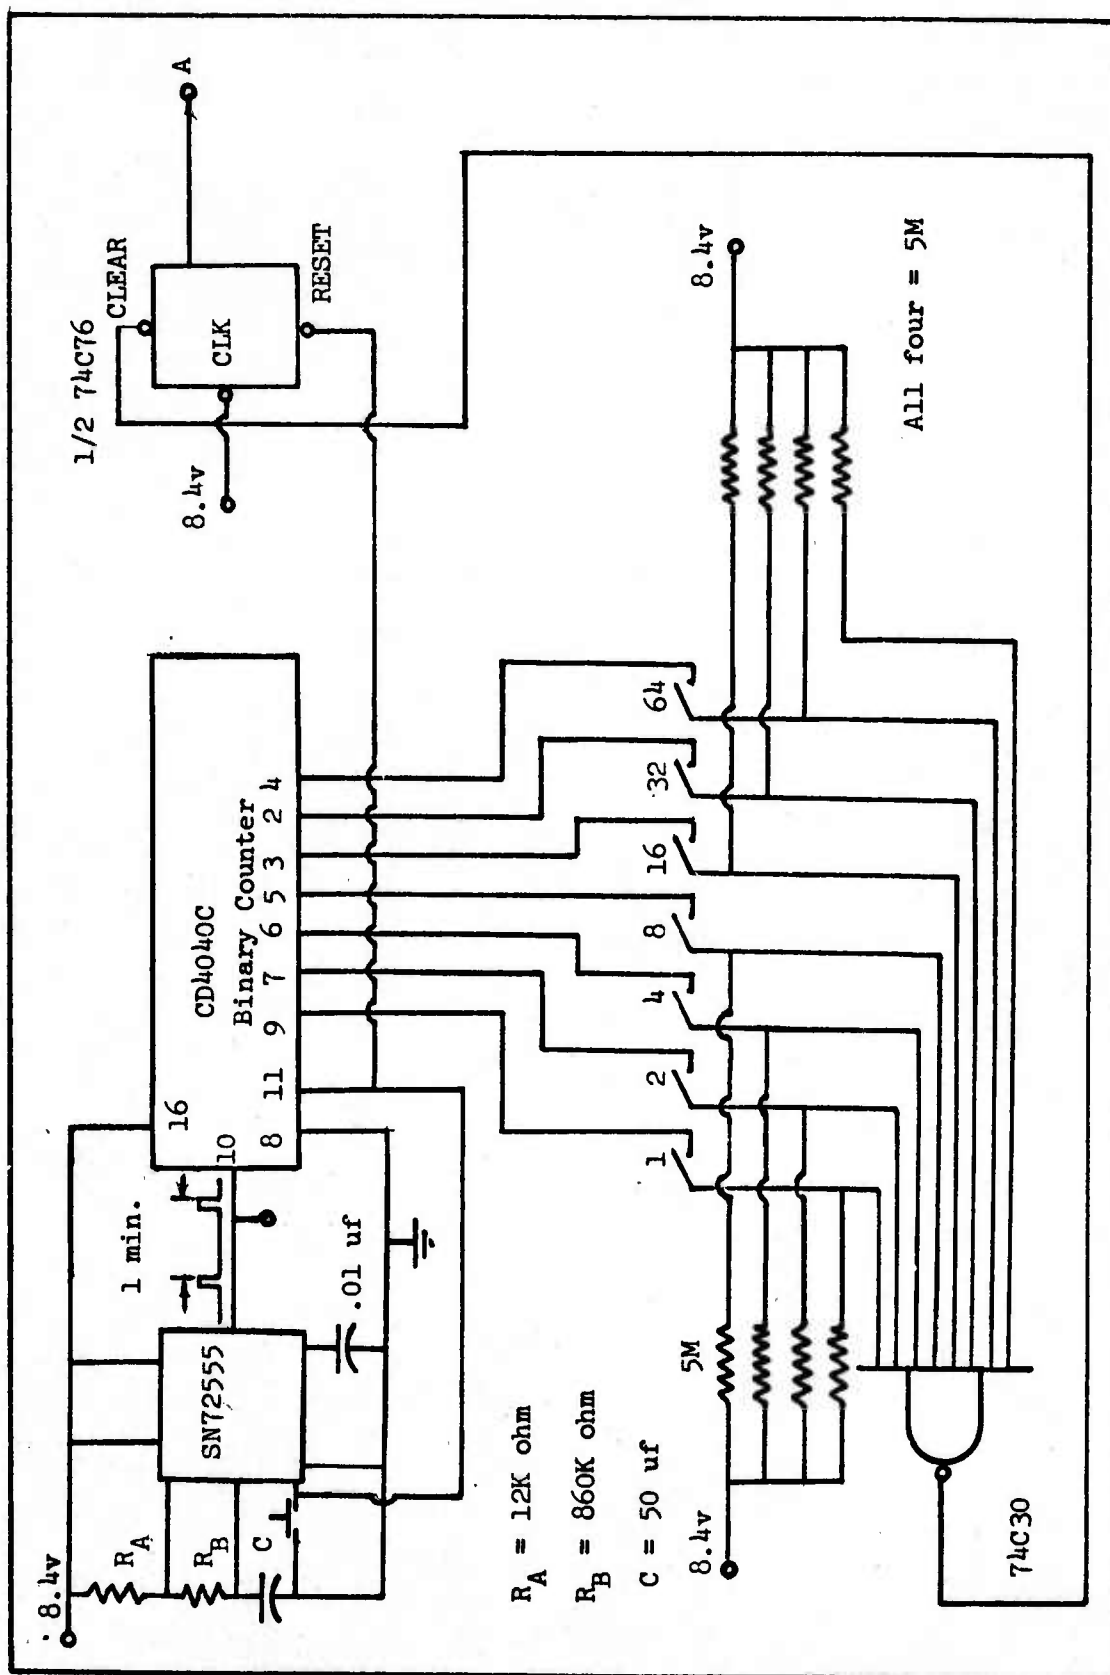 8.4v
R_A
R_B
C
SN72555
1 min.
.01 uf
16
10
CD4040C
Binary Counter
8
11
9
7
6
5
3
2
4
1/2 74C76
CLEAR
8.4v
CLK
RESET
A
R_A = 12K ohm
R_B = 860K ohm
C = 50 uf
1
2
4
8
16
32
64
8.4v
5M
8.4v
All four = 5M
74C30